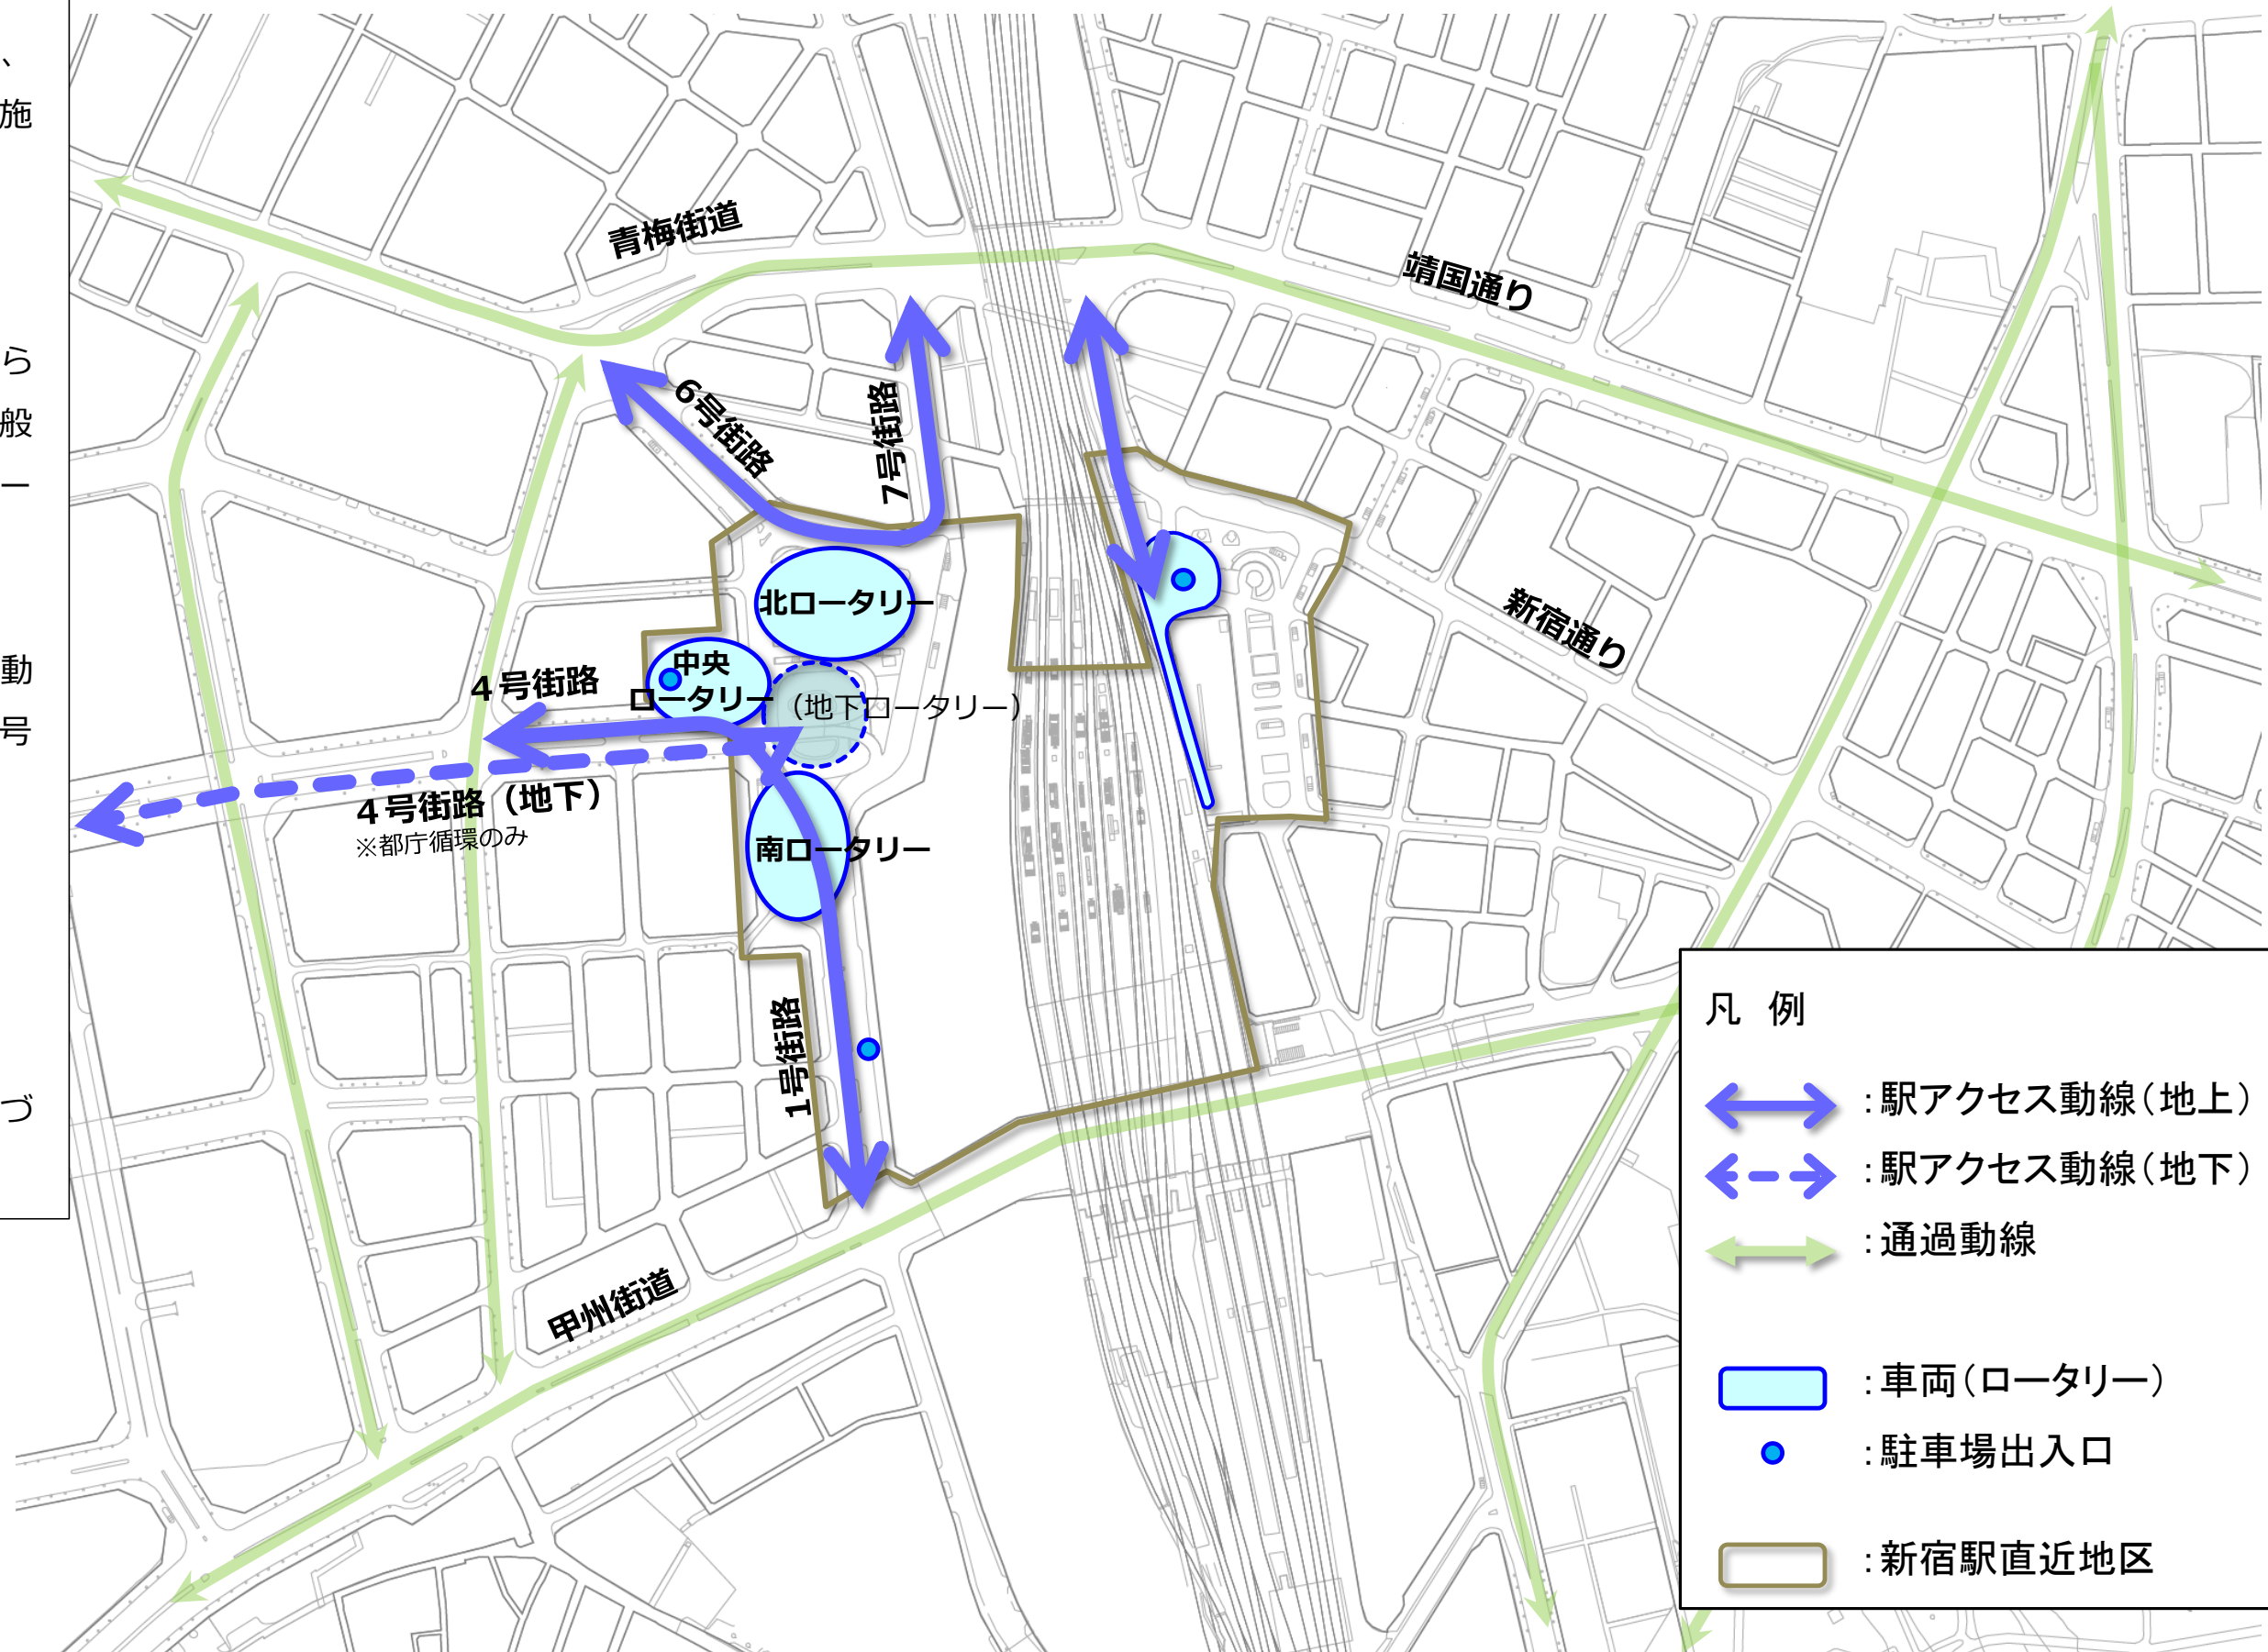 、
施
ら
般
ー
動
号
づ
青梅街道
靖国通り
6号街路
7号街路
新宿通り
北ロータリー
中央
ロータリー
（地下ロータリー）
4号街路
4号街路（地下）
※都庁循環のみ
南ロータリー
1号街路
甲州街道
凡 例
：駅アクセス動線（地上）
：駅アクセス動線（地下）
：通過動線
：車両（ロータリー）
：駐車場出入口
：新宿駅直近地区